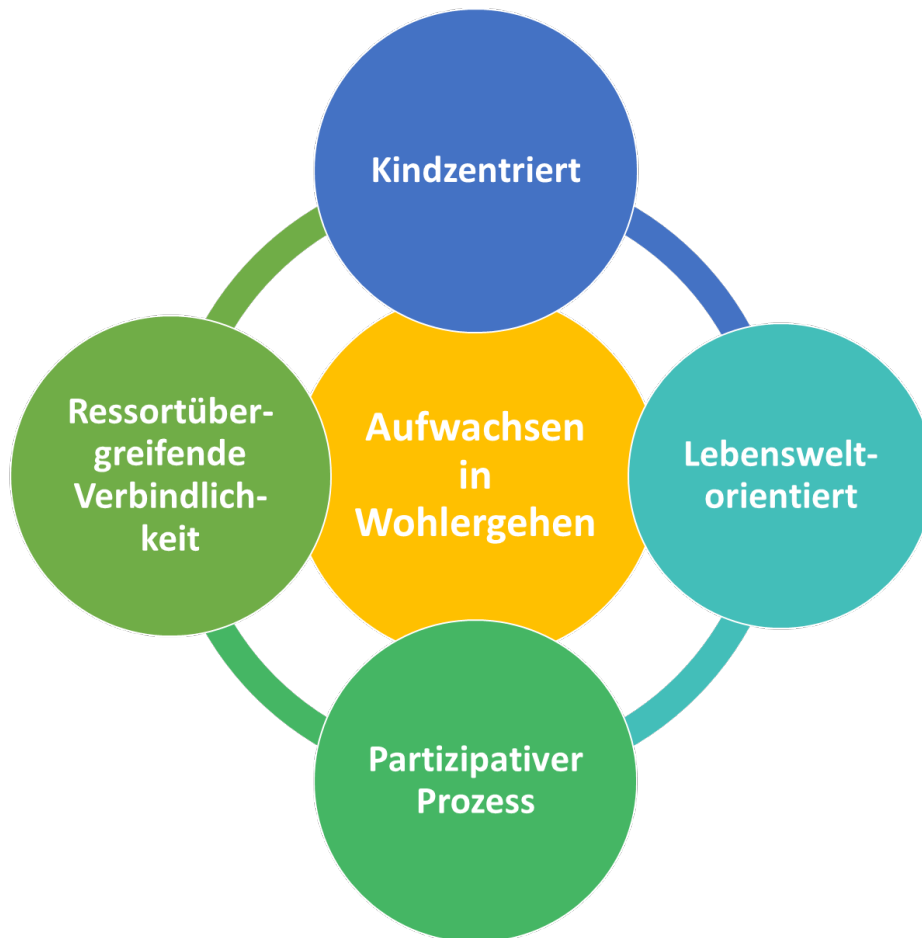 Kindzentriert
Ressortüber-
greifende
Verbindlich-
keit
Aufwachsen
in
Wohlergehen
Lebenswelt-
orientiert
Partizipativer
Prozess